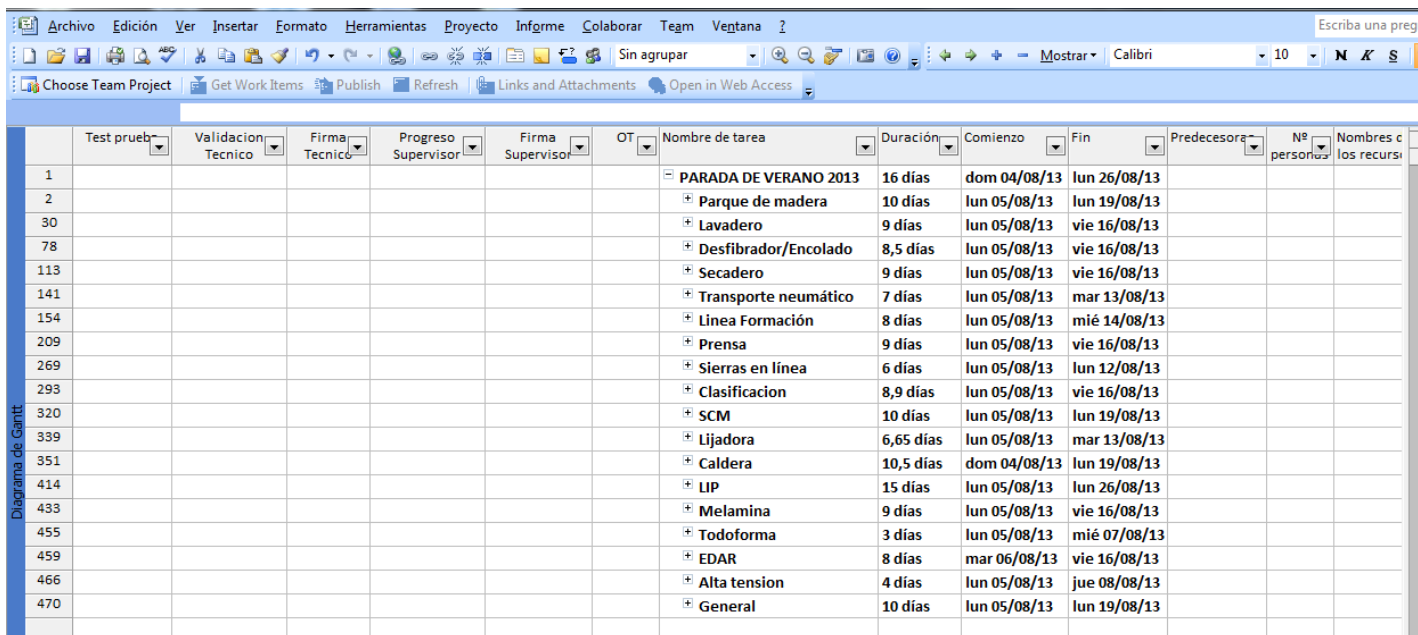 Archivo Edición Ver Insertar Formato Herramientas Proyecto Informe Colaborar Team Ventana ?
Escriba una preg
Sin agrupar Mostrar Calibri 10 N K S
Choose Team Project Get Work Items Publish Refresh Links and Attachments Open in Web Access
Test prueb Validacion Tecnico Firma Tecnico Progreso Supervisor Firma Supervisor OT Nombre de tarea Duración Comienzo Fin Predecesoras Nº personas Nombres d los recurs
1 PARADA DE VERANO 2013 16 días dom 04/08/13 lun 26/08/13
2 Parque de madera 10 días lun 05/08/13 lun 19/08/13
30 Lavadero 9 días lun 05/08/13 vie 16/08/13
78 Desfibrador/Encolado 8,5 días lun 05/08/13 vie 16/08/13
113 Secadero 9 días lun 05/08/13 vie 16/08/13
141 Transporte neumático 7 días lun 05/08/13 mar 13/08/13
154 Linea Formación 8 días lun 05/08/13 mié 14/08/13
209 Prensa 9 días lun 05/08/13 vie 16/08/13
269 Sierras en línea 6 días lun 05/08/13 lun 12/08/13
293 Clasificacion 8,9 días lun 05/08/13 vie 16/08/13
320 SCM 10 días lun 05/08/13 lun 19/08/13
339 Lijadora 6,65 días lun 05/08/13 mar 13/08/13
351 Caldera 10,5 días dom 04/08/13 lun 19/08/13
414 LIP 15 días lun 05/08/13 lun 26/08/13
433 Melamina 9 días lun 05/08/13 vie 16/08/13
455 Todoforma 3 días lun 05/08/13 mié 07/08/13
459 EDAR 8 días mar 06/08/13 vie 16/08/13
466 Alta tension 4 días lun 05/08/13 jue 08/08/13
470 General 10 días lun 05/08/13 lun 19/08/13
Diagrama de Gantt